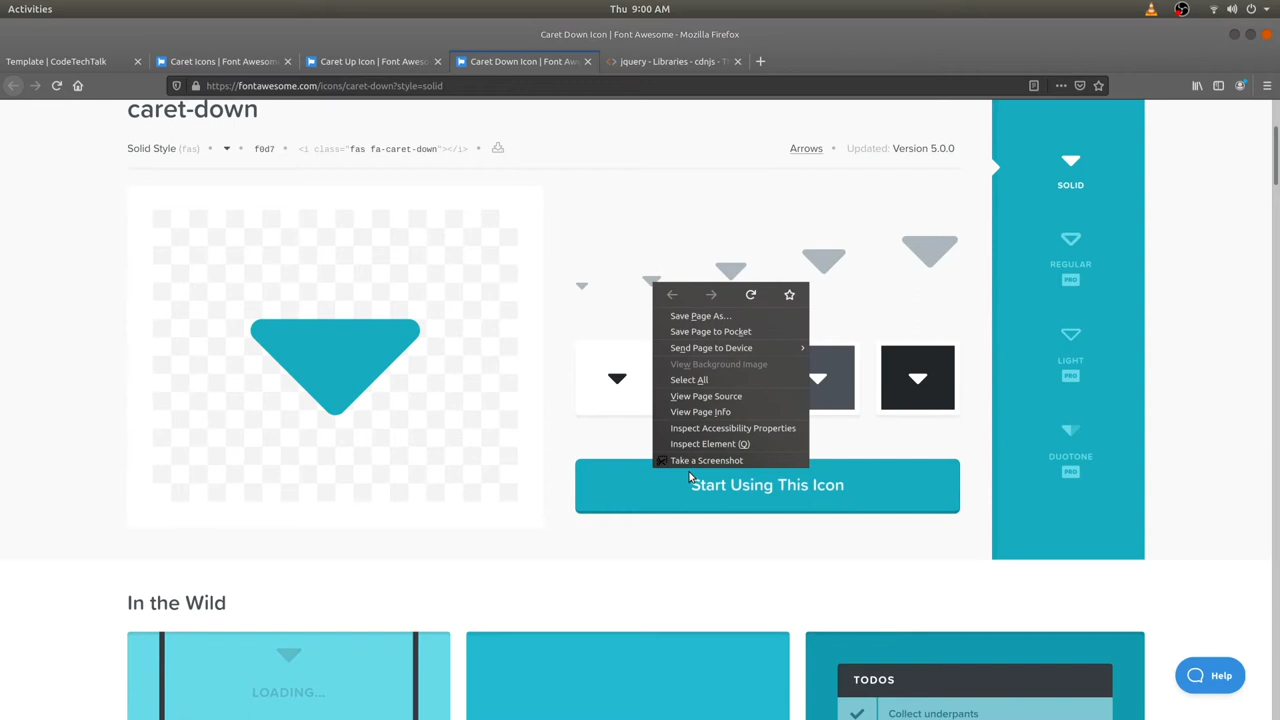 Activities
Thu 9:00 AM
Caret Down Icon | Font Awesome - Mozilla Firefox
Template | CodeTechTalk
Caret Icons | Font Awesom
Caret Up Icon | Font Aweso
Caret Down Icon | Font Awe
jquery - Libraries - cdnjs - T
https://fontawesome.com/icons/caret-down?style=solid
caret-down
Solid Style (fas)
f0d7
<i class="fas fa-caret-down"></i>
Arrows
Updated: Version 5.0.0
SOLID
REGULAR
PRO
LIGHT
PRO
DUOTONE
PRO
Save Page As...
Save Page to Pocket
Send Page to Device
View Background Image
Select All
View Page Source
View Page Info
Inspect Accessibility Properties
Inspect Element (Q)
Take a Screenshot
Start Using This Icon
In the Wild
LOADING...
TODOS
Collect underpants
Help